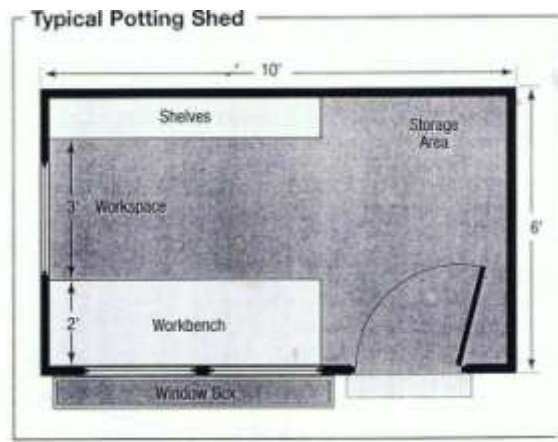 Typical Potting Shed
10'
Shelves
Storage
Area
3'
Workspace
6'
2'
Workbench
Window Box